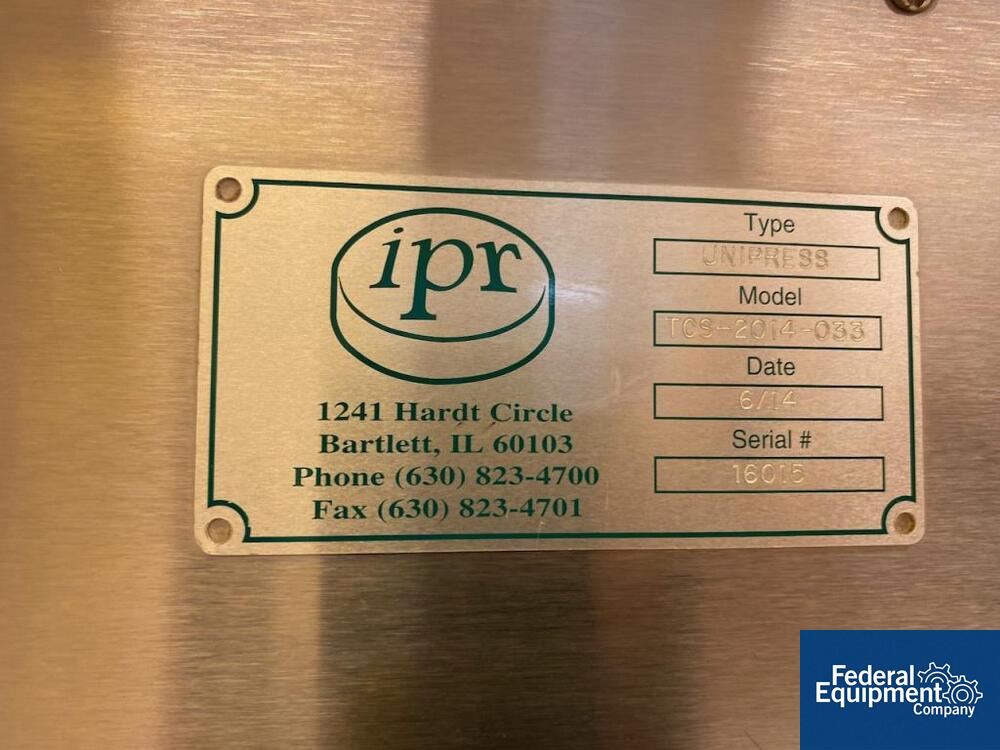 ipr
1241 Hardt Circle
Bartlett, IL 60103
Phone (630) 823-4700
Fax (630) 823-4701
Type
UNIPRESS
Model
TCS-2014-033
Date
6/14
Serial #
16015
Federal
Equipment
Company